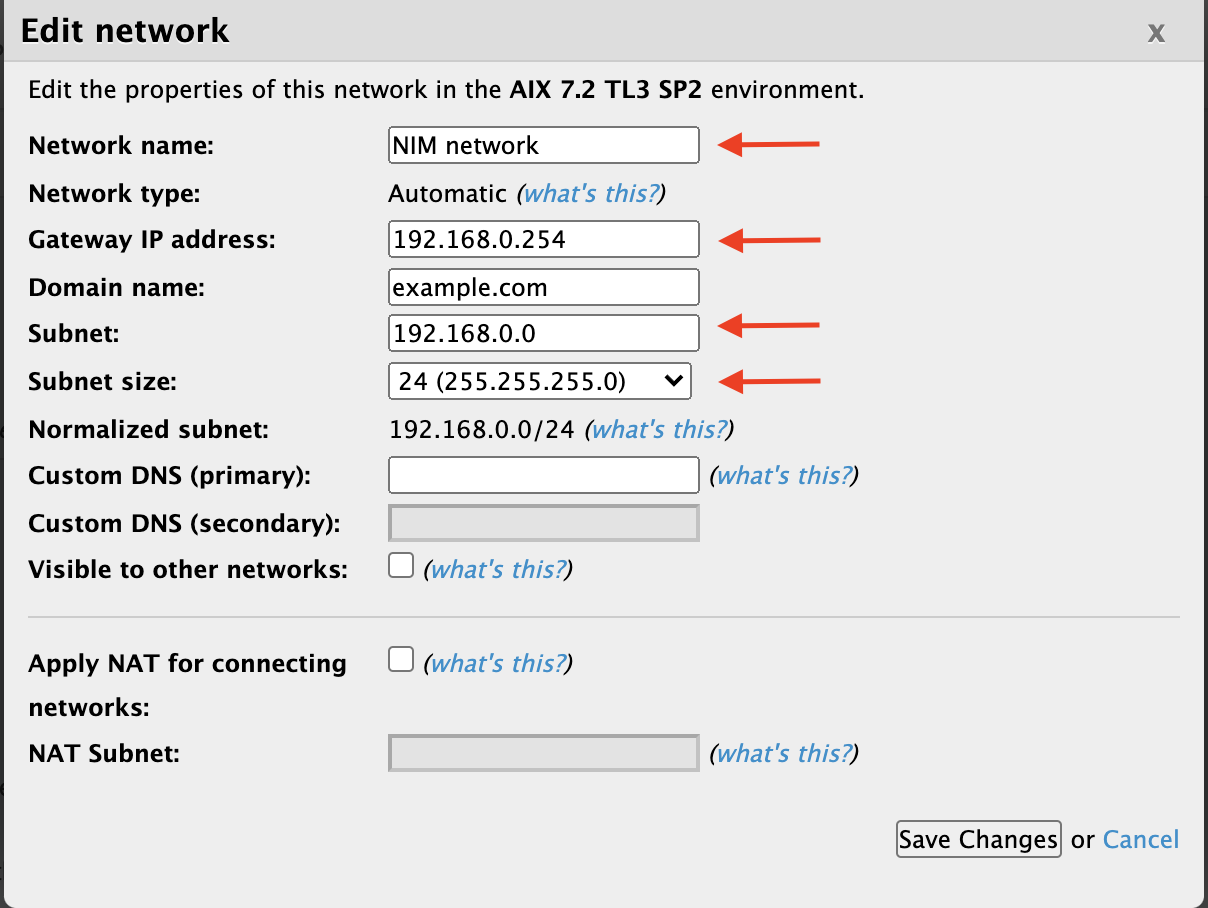 Edit network x
Edit the properties of this network in the AIX 7.2 TL3 SP2 environment.
Network name: NIM network
Network type: Automatic (what's this?)
Gateway IP address: 192.168.0.254
Domain name: example.com
Subnet: 192.168.0.0
Subnet size: 24 (255.255.255.0)
Normalized subnet: 192.168.0.0/24 (what's this?)
Custom DNS (primary): (what's this?)
Custom DNS (secondary):
Visible to other networks: (what's this?)
Apply NAT for connecting (what's this?)
networks:
NAT Subnet: (what's this?)
Save Changes or Cancel